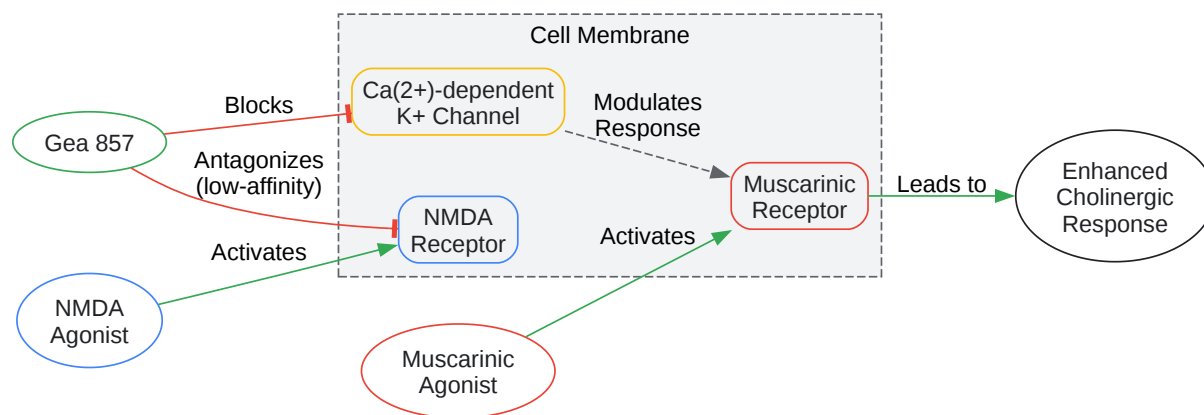 Cell Membrane
Ca(2+)-dependent
K+ Channel
Blocks
Modulates
Response
Gea 857
Antagonizes
(low-affinity)
Muscarinic
Receptor
Leads to
Enhanced
Cholinergic
Response
NMDA
Receptor
Activates
Activates
NMDA
Agonist
Muscarinic
Agonist